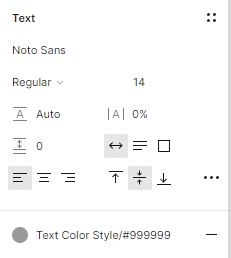 Text
Noto Sans
Regular 14
A Auto |A| 0%
0
Text Color Style/#999999